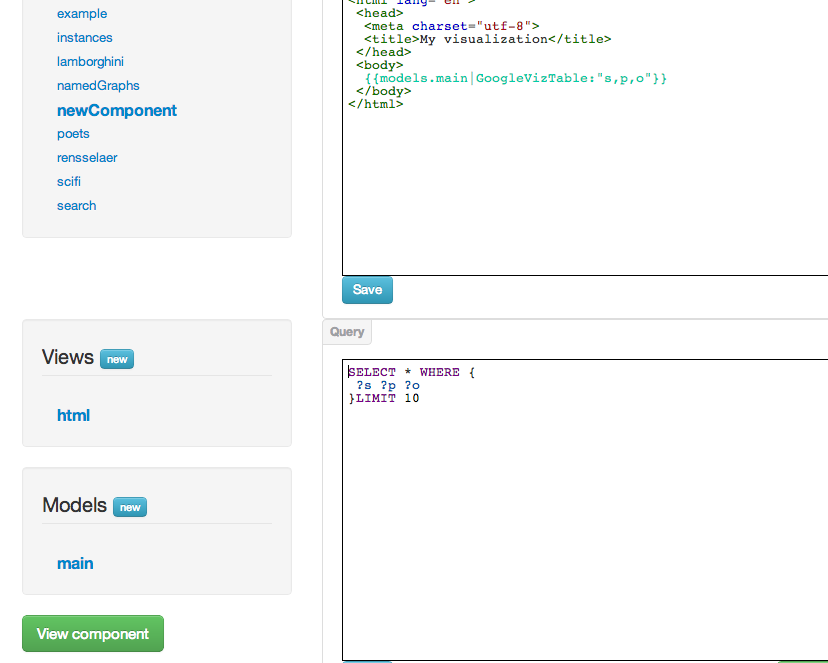 example
instances
lamborghini
namedGraphs
newComponent
poets
rensselaer
scifi
search
Views new
html
Models new
main
View component
<html lang="en">
<head>
<meta charset="utf-8">
<title>My visualization</title>
</head>
<body>
{{models.main|GoogleVizTable:"s,p,o"}}
</body>
</html>
Save
Query
SELECT * WHERE {
?s ?p ?o
}LIMIT 10